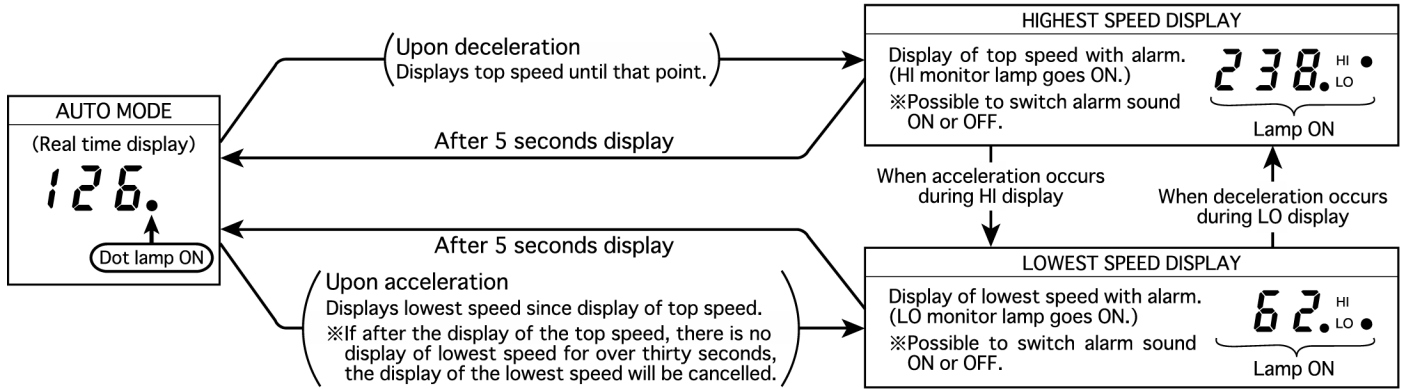 AUTO MODE
(Real time display)
126.
Dot lamp ON
Upon deceleration
Displays top speed until that point.
After 5 seconds display
After 5 seconds display
Upon acceleration
Displays lowest speed since display of top speed.
※If after the display of the top speed, there is no
display of lowest speed for over thirty seconds,
the display of the lowest speed will be cancelled.
HIGHEST SPEED DISPLAY
Display of top speed with alarm.
(HI monitor lamp goes ON.)
※Possible to switch alarm sound
ON or OFF.
238.
HI
LO
Lamp ON
When acceleration occurs
during HI display
When deceleration occurs
during LO display
LOWEST SPEED DISPLAY
Display of lowest speed with alarm.
(LO monitor lamp goes ON.)
※Possible to switch alarm sound
ON or OFF.
62.
HI
LO
Lamp ON